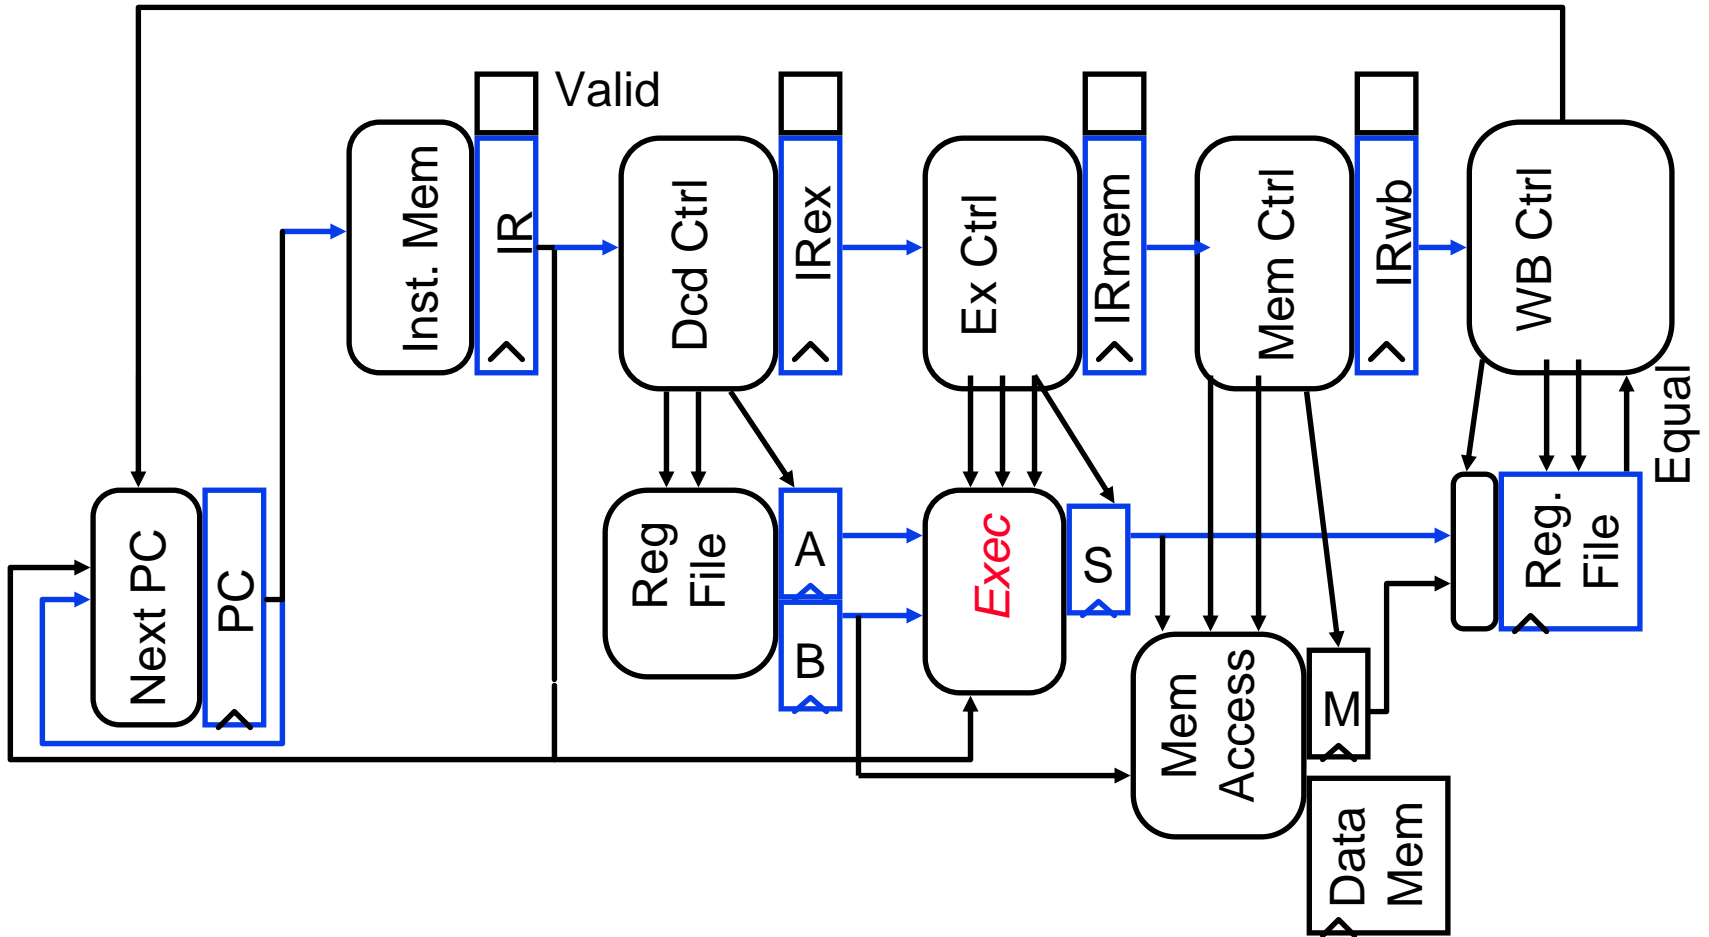 Valid
Inst. Mem
IR
Dcd Ctrl
IRex
Ex Ctrl
IRmem
Mem Ctrl
IRwb
WB Ctrl
Equal
Next PC
PC
Reg
File
A
B
Exec
S
Mem
Access
M
Data
Mem
Reg.
File